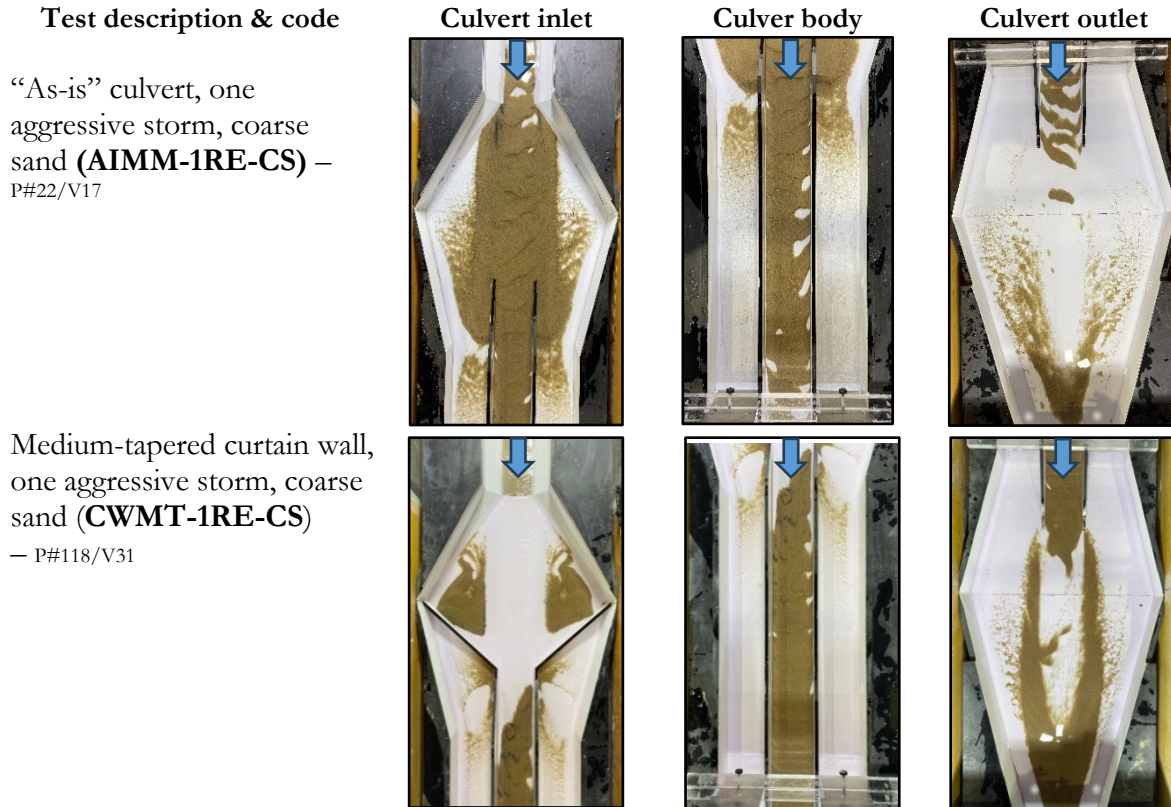 Test description & code
Culvert inlet
Culver body
Culvert outlet
“As-is” culvert, one
aggressive storm, coarse
sand (AIMM-1RE-CS) –
P#22/V17
Medium-tapered curtain wall,
one aggressive storm, coarse
sand (CWMT-1RE-CS)
– P#118/V31